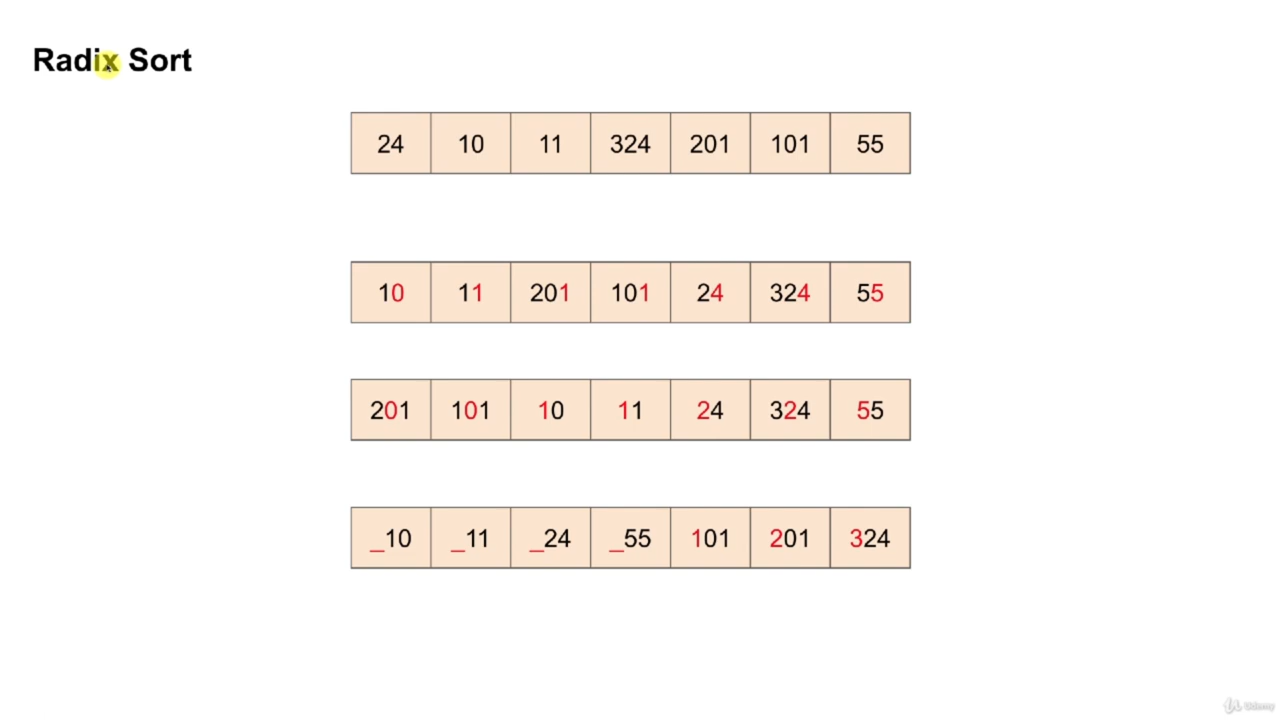 Radix Sort
24 10 11 324 201 101 55
10 11 201 101 24 324 55
201 101 10 11 24 324 55
_10 _11 _24 _55 101 201 324
Udemy